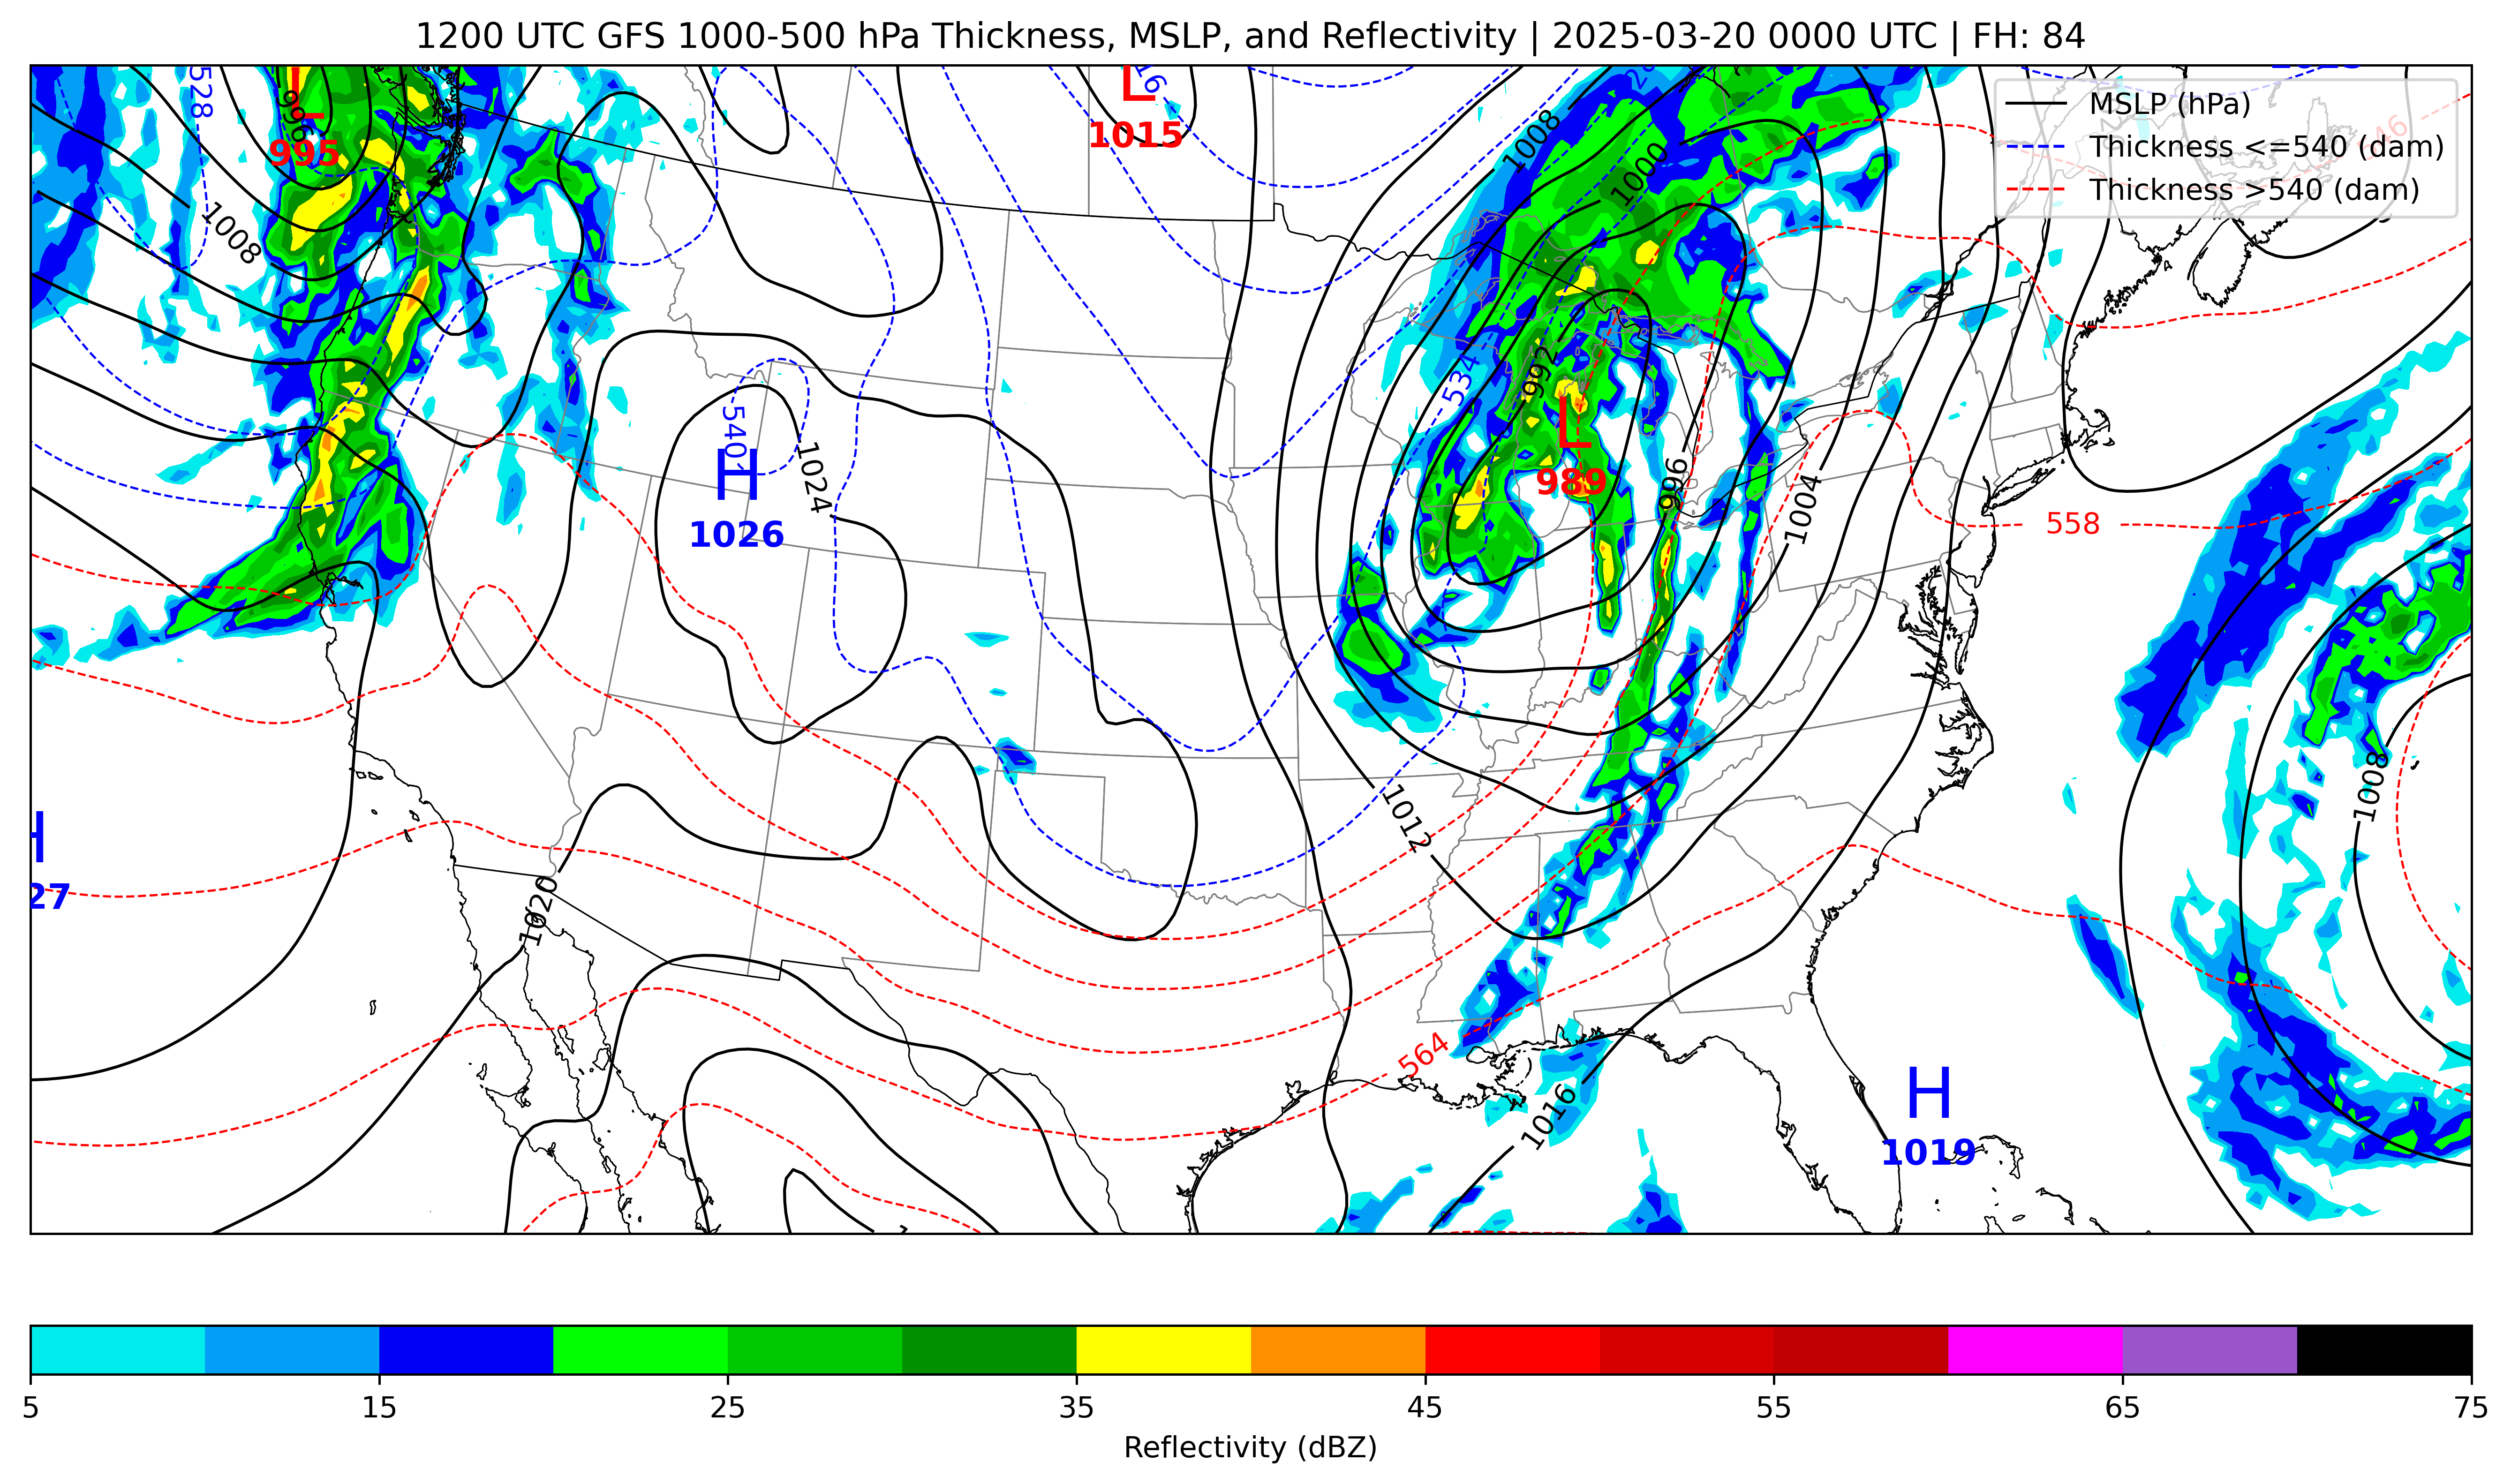 1200 UTC GFS 1000-500 hPa Thickness, MSLP, and Reflectivity | 2025-03-20 0000 UTC | FH: 84
MSLP (hPa)
Thickness <=540 (dam)
Thickness >540 (dam)
528
996
L
995
1008
L
1015
1008
1000
546
534
992
L
989
996
1004
558
5401
H
1026
1024
1012
1008
H
27
1020
564
1016
H
1019
5
15
25
35
45
55
65
75
Reflectivity (dBZ)